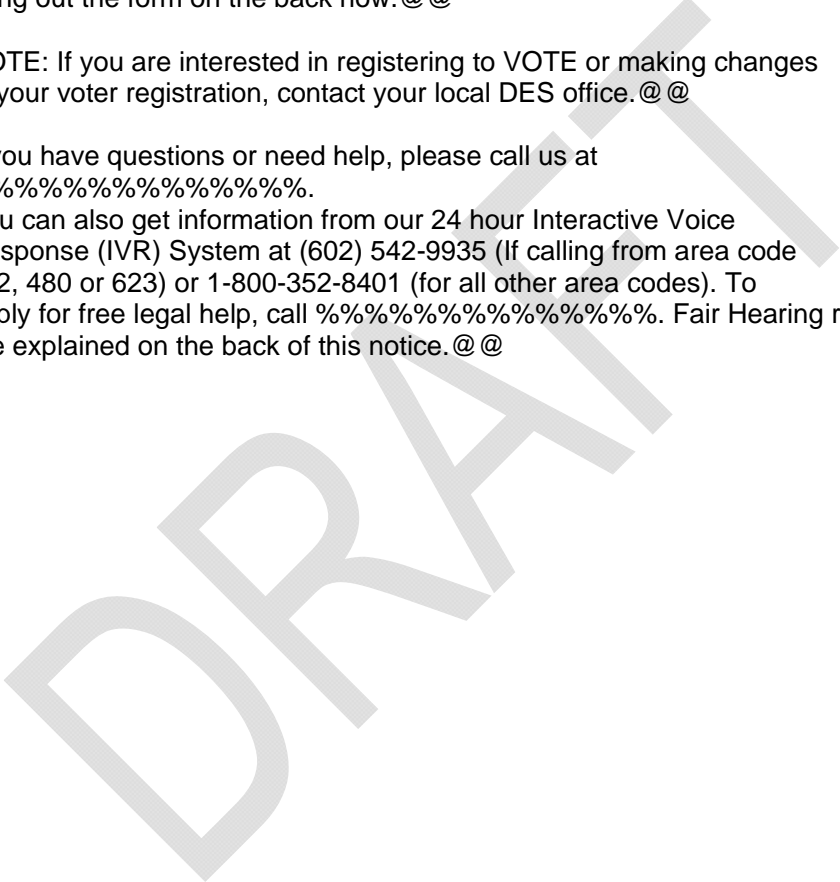 ng out the form on the back now.@@
OTE: If you are interested in registering to VOTE or making changes
your voter registration, contact your local DES office.@@
you have questions or need help, please call us at
%%%%%%%%%%%%%.
u can also get information from our 24 hour Interactive Voice
sponse (IVR) System at (602) 542-9935 (If calling from area code
2, 480 or 623) or 1-800-352-8401 (for all other area codes). To
ply for free legal help, call %%%%%%%%%%%%%%. Fair Hearing r
e explained on the back of this notice.@@
DRAFT